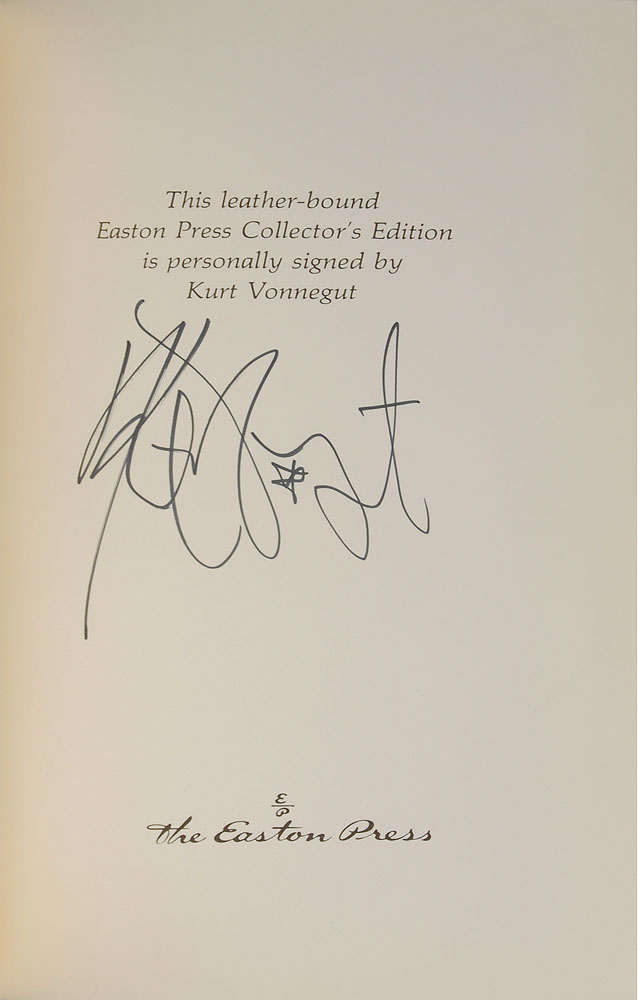 This leather-bound
Easton Press Collector's Edition
is personally signed by
Kurt Vonnegut
E
P
the Easton Press